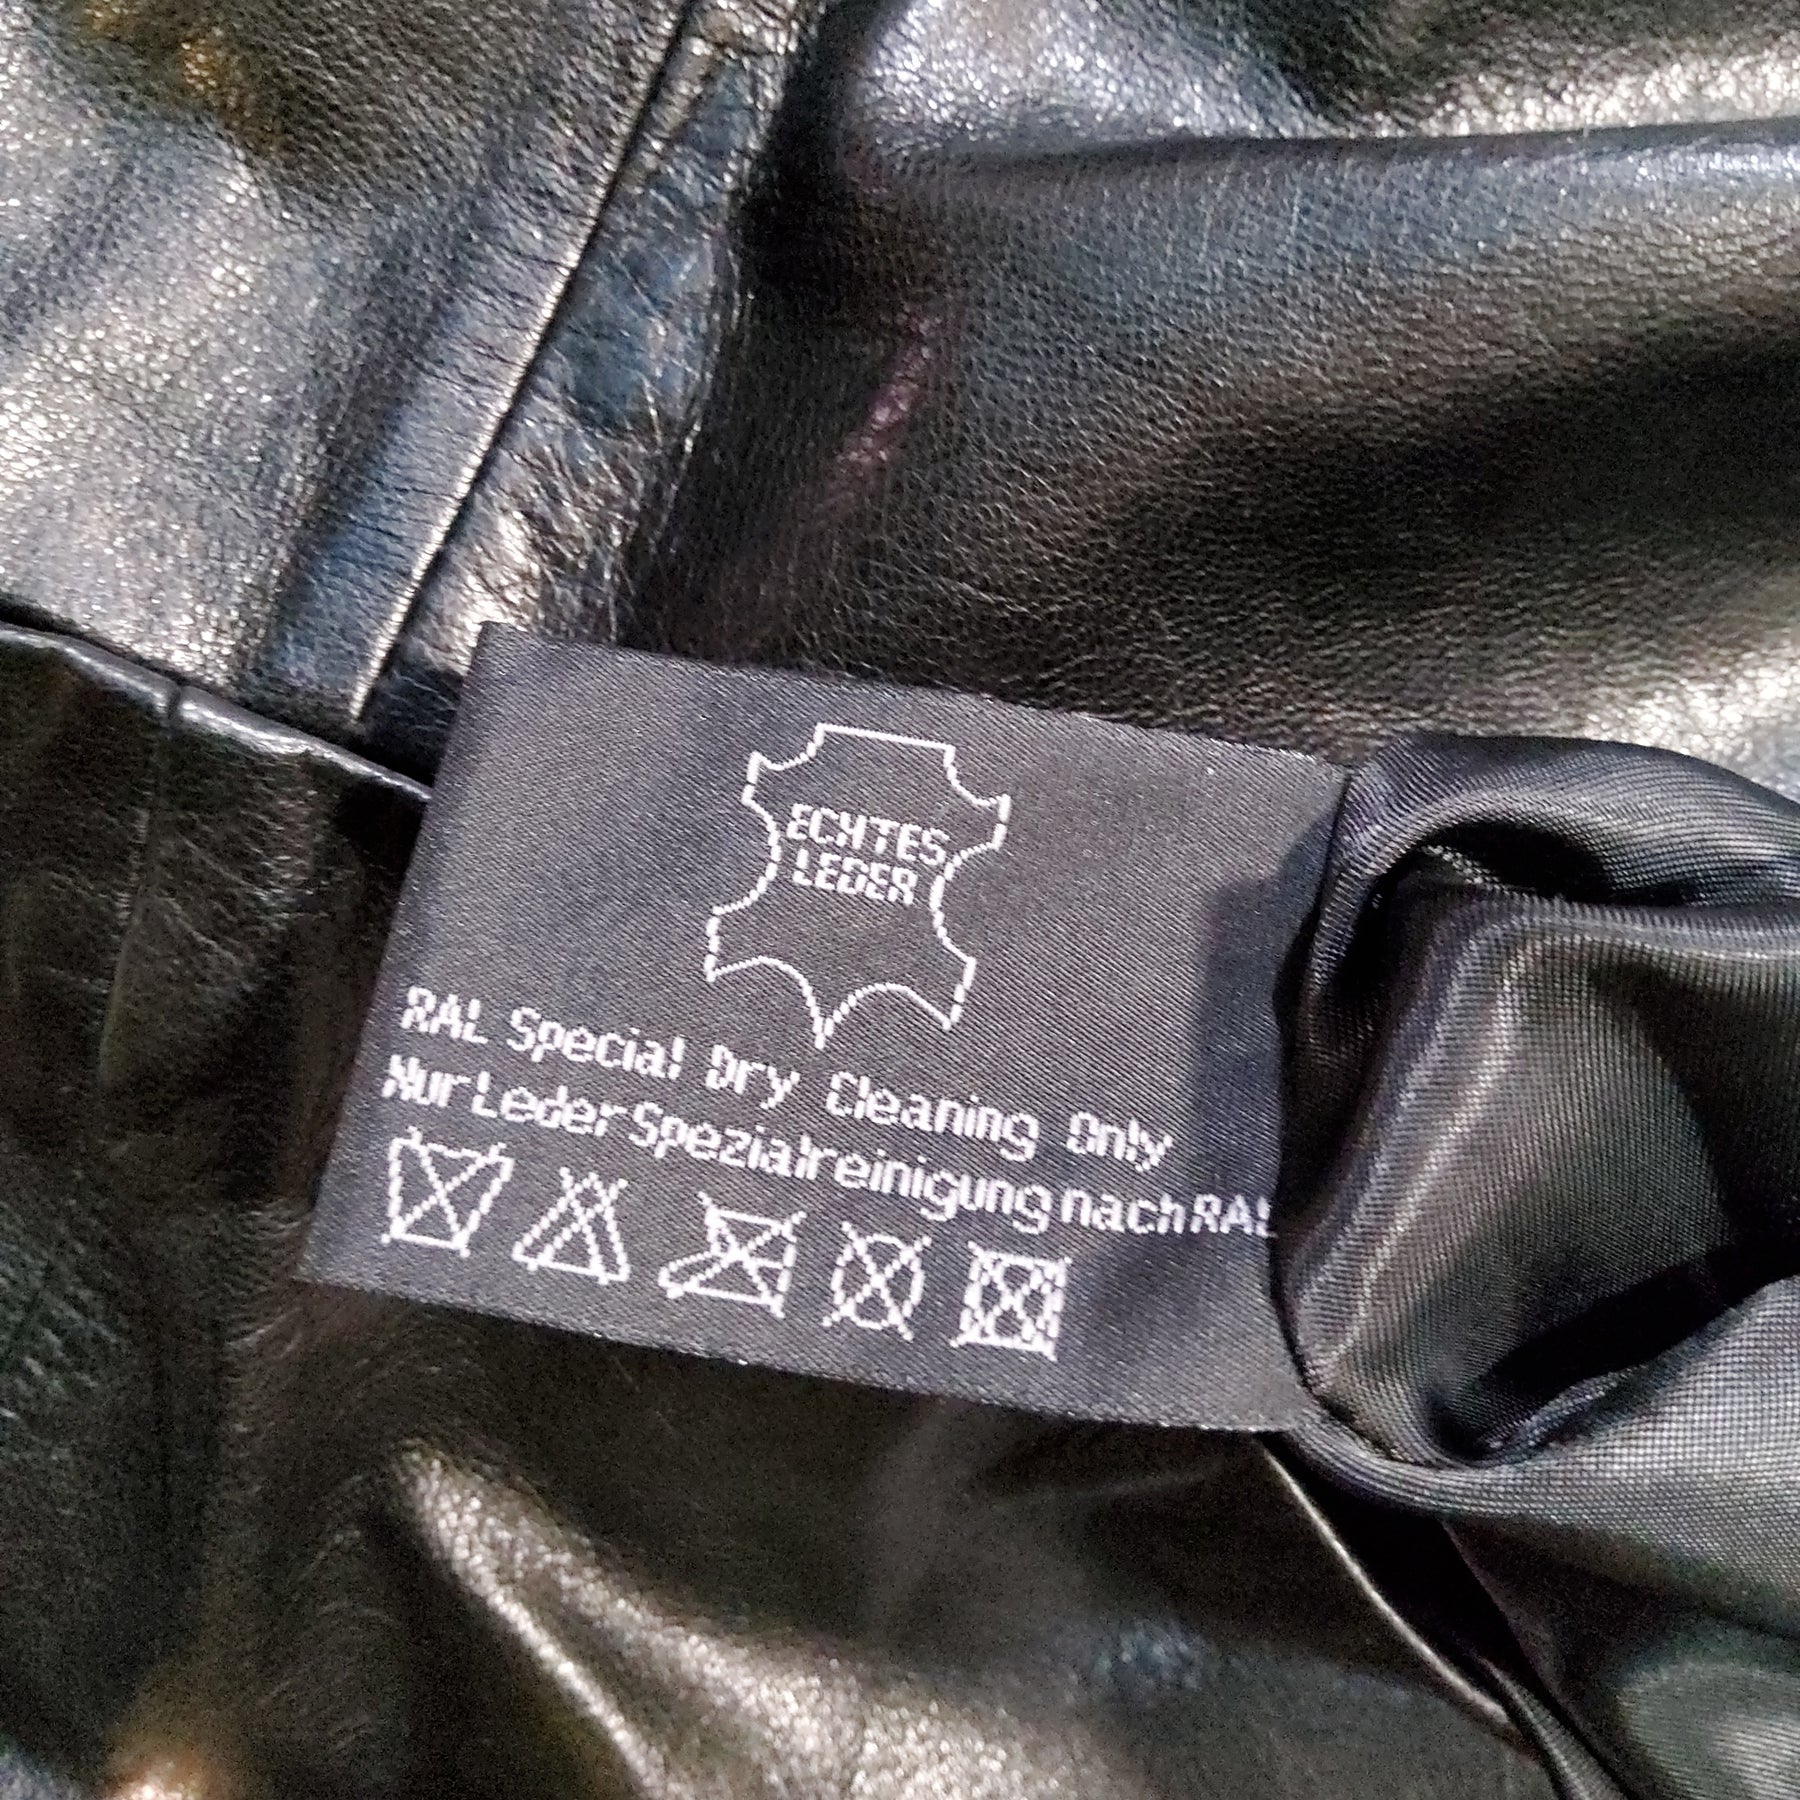 ECHTES
LEDER
RAL Special Dry Cleaning Only
Nur Leder Spezialreinigung nach RAL